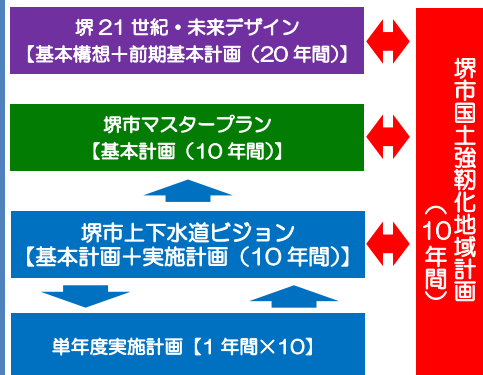 堺21世紀・未来デザイン
【基本構想＋前期基本計画（20年間）】
堺市マスタープラン
【基本計画（10年間）】
堺市上下水道ビジョン
【基本計画＋実施計画（10年間）】
単年度実施計画【1年間×10】
堺市国土強靱化地域計画
（10年間）